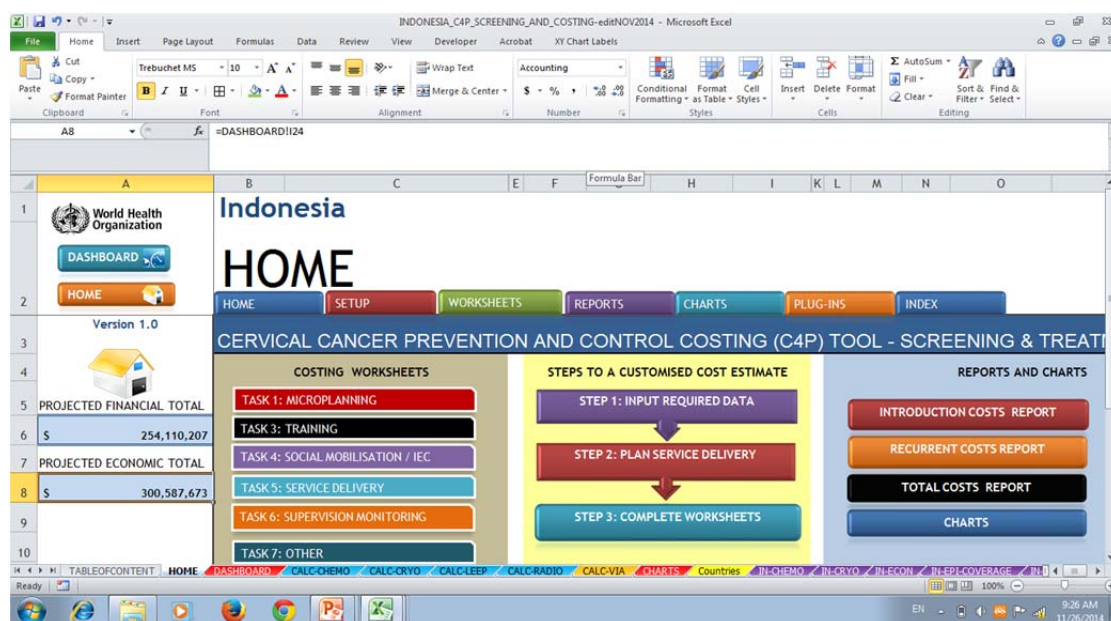 INDONESIA_C4P_SCREENING_AND_COSTING-editNOV2014 - Microsoft Excel
File Home Insert Page Layout Formulas Data Review View Developer Acrobat XY Chart Labels
Cut
Copy
Format Painter
Paste
Clipboard
Trebuchet MS 10
B I U
Font
Wrap Text
Merge & Center
Alignment
Accounting
$ % ,
Number
Conditional Formatting
Format as Table
Cell Styles
Styles
Insert Delete Format
Cells
Σ AutoSum
Fill
Clear
Sort & Filter
Find & Select
Editing
A8 fx =DASHBOARD!I24
Formula Bar
A B C E F H I K L M N O
1 World Health Organization Indonesia
DASHBOARD
HOME
HOME
2 HOME SETUP WORKSHEETS REPORTS CHARTS PLUG-INS INDEX
Version 1.0
3 CERVICAL CANCER PREVENTION AND CONTROL COSTING (C4P) TOOL - SCREENING & TREAT
4 COSTING WORKSHEETS STEPS TO A CUSTOMISED COST ESTIMATE REPORTS AND CHARTS
5 PROJECTED FINANCIAL TOTAL
6 $ 254,110,207
7 PROJECTED ECONOMIC TOTAL
8 $ 300,587,673
9
10
TASK 1: MICROPLANNING
TASK 3: TRAINING
TASK 4: SOCIAL MOBILISATION / IEC
TASK 5: SERVICE DELIVERY
TASK 6: SUPERVISION MONITORING
TASK 7: OTHER
STEP 1: INPUT REQUIRED DATA
STEP 2: PLAN SERVICE DELIVERY
STEP 3: COMPLETE WORKSHEETS
INTRODUCTION COSTS REPORT
RECURRENT COSTS REPORT
TOTAL COSTS REPORT
CHARTS
TABLEOFCONTENT HOME DASHBOARD CALC-CHEMO CALC-CRYO CALC-LEEP CALC-RADIO CALC-VIA CHARTS Countries IN-CHEMO IN-CRYO IN-ECON IN-EPI-COVERAGE
Ready 100%
EN 9:26 AM
11/26/2014